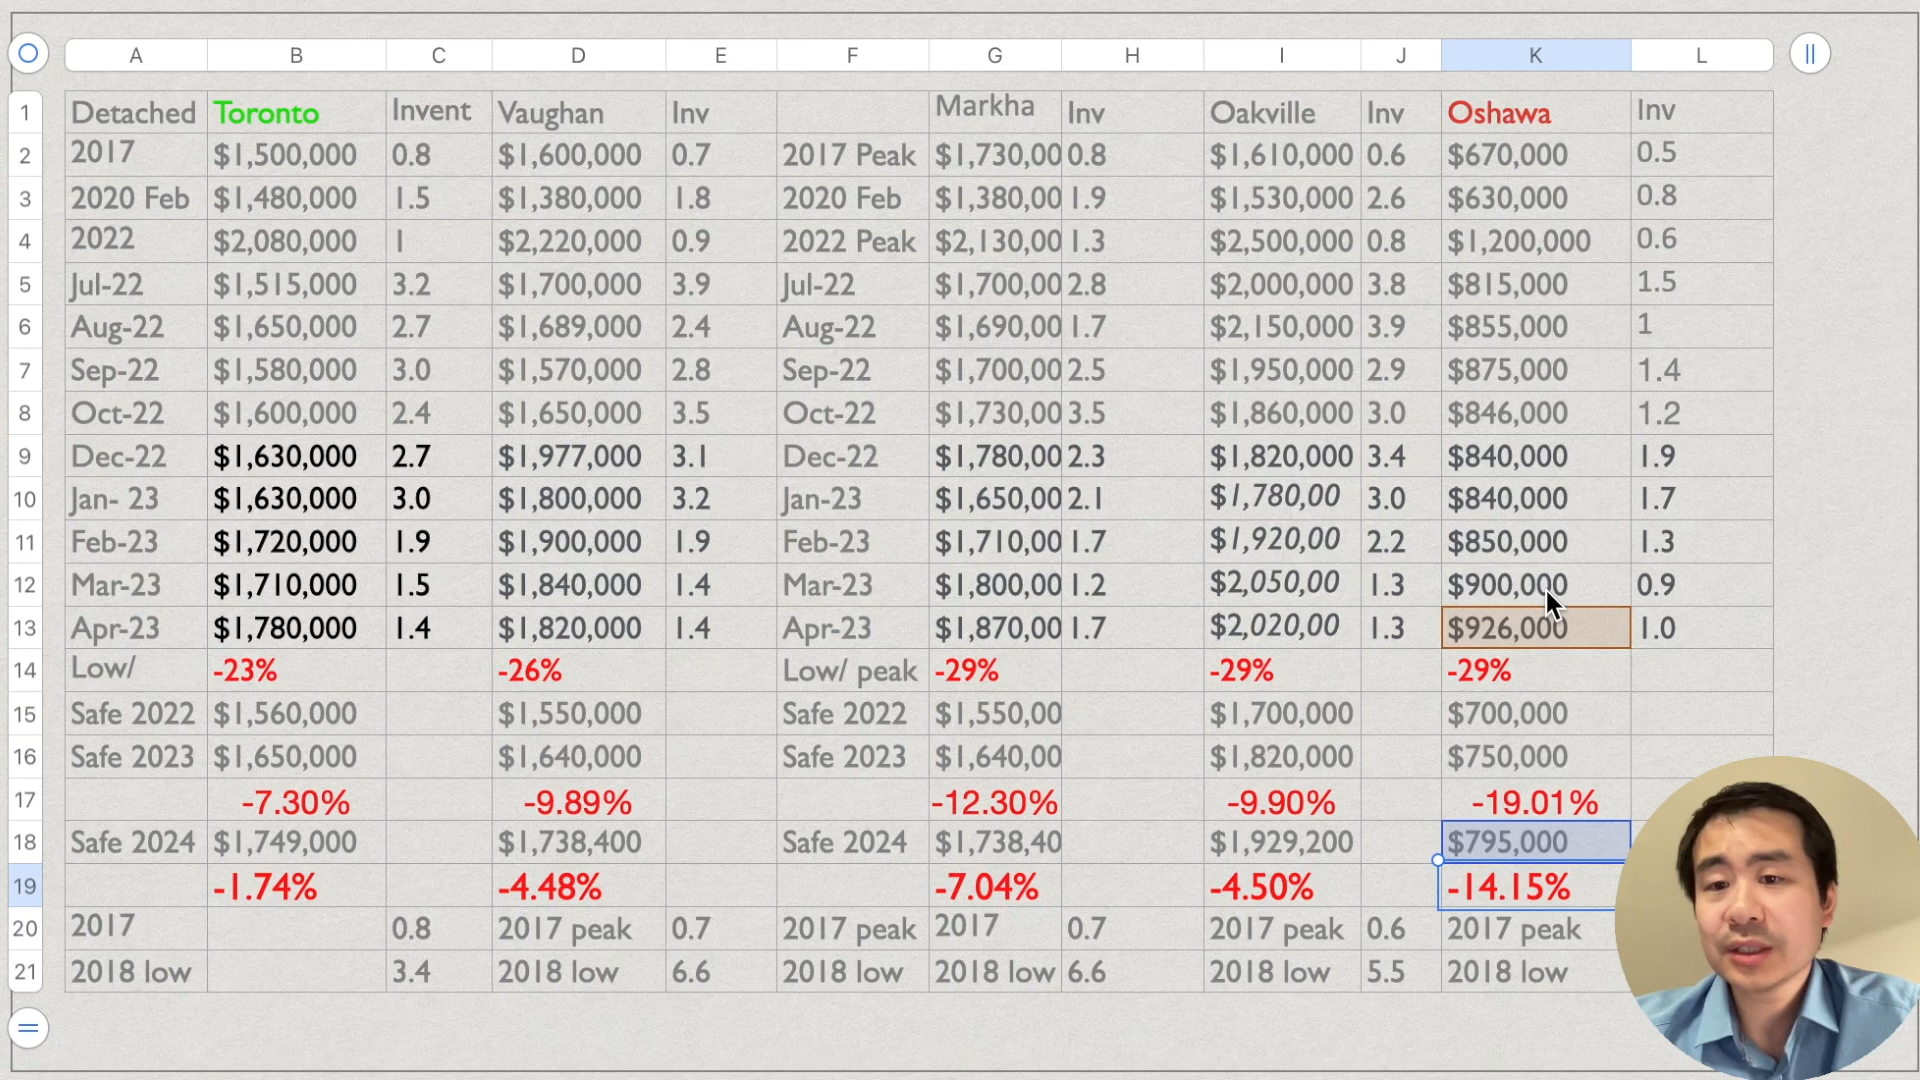 A B C D E F G H I J K L
1 Detached Toronto Invent Vaughan Inv Markha Inv Oakville Inv Oshawa Inv
2 2017 $1,500,000 0.8 $1,600,000 0.7 2017 Peak $1,730,00 0.8 $1,610,000 0.6 $670,000 0.5
3 2020 Feb $1,480,000 1.5 $1,380,000 1.8 2020 Feb $1,380,00 1.9 $1,530,000 2.6 $630,000 0.8
4 2022 $2,080,000 1 $2,220,000 0.9 2022 Peak $2,130,00 1.3 $2,500,000 0.8 $1,200,000 0.6
5 Jul-22 $1,515,000 3.2 $1,700,000 3.9 Jul-22 $1,700,00 2.8 $2,000,000 3.8 $815,000 1.5
6 Aug-22 $1,650,000 2.7 $1,689,000 2.4 Aug-22 $1,690,00 1.7 $2,150,000 3.9 $855,000 1
7 Sep-22 $1,580,000 3.0 $1,570,000 2.8 Sep-22 $1,700,00 2.5 $1,950,000 2.9 $875,000 1.4
8 Oct-22 $1,600,000 2.4 $1,650,000 3.5 Oct-22 $1,730,00 3.5 $1,860,000 3.0 $846,000 1.2
9 Dec-22 $1,630,000 2.7 $1,977,000 3.1 Dec-22 $1,780,00 2.3 $1,820,000 3.4 $840,000 1.9
10 Jan- 23 $1,630,000 3.0 $1,800,000 3.2 Jan-23 $1,650,00 2.1 $1,780,00 3.0 $840,000 1.7
11 Feb-23 $1,720,000 1.9 $1,900,000 1.9 Feb-23 $1,710,00 1.7 $1,920,00 2.2 $850,000 1.3
12 Mar-23 $1,710,000 1.5 $1,840,000 1.4 Mar-23 $1,800,00 1.2 $2,050,00 1.3 $900,000 0.9
13 Apr-23 $1,780,000 1.4 $1,820,000 1.4 Apr-23 $1,870,00 1.7 $2,020,00 1.3 $926,000 1.0
14 Low/ -23% -26% Low/ peak -29% -29% -29%
15 Safe 2022 $1,560,000 $1,550,000 Safe 2022 $1,550,00 $1,700,000 $700,000
16 Safe 2023 $1,650,000 $1,640,000 Safe 2023 $1,640,00 $1,820,000 $750,000
17 -7.30% -9.89% -12.30% -9.90% -19.01%
18 Safe 2024 $1,749,000 $1,738,400 Safe 2024 $1,738,40 $1,929,200 $795,000
19 -1.74% -4.48% -7.04% -4.50% -14.15%
20 2017 0.8 2017 peak 0.7 2017 peak 2017 0.7 2017 peak 0.6 2017 peak
21 2018 low 3.4 2018 low 6.6 2018 low 2018 low 6.6 2018 low 5.5 2018 low